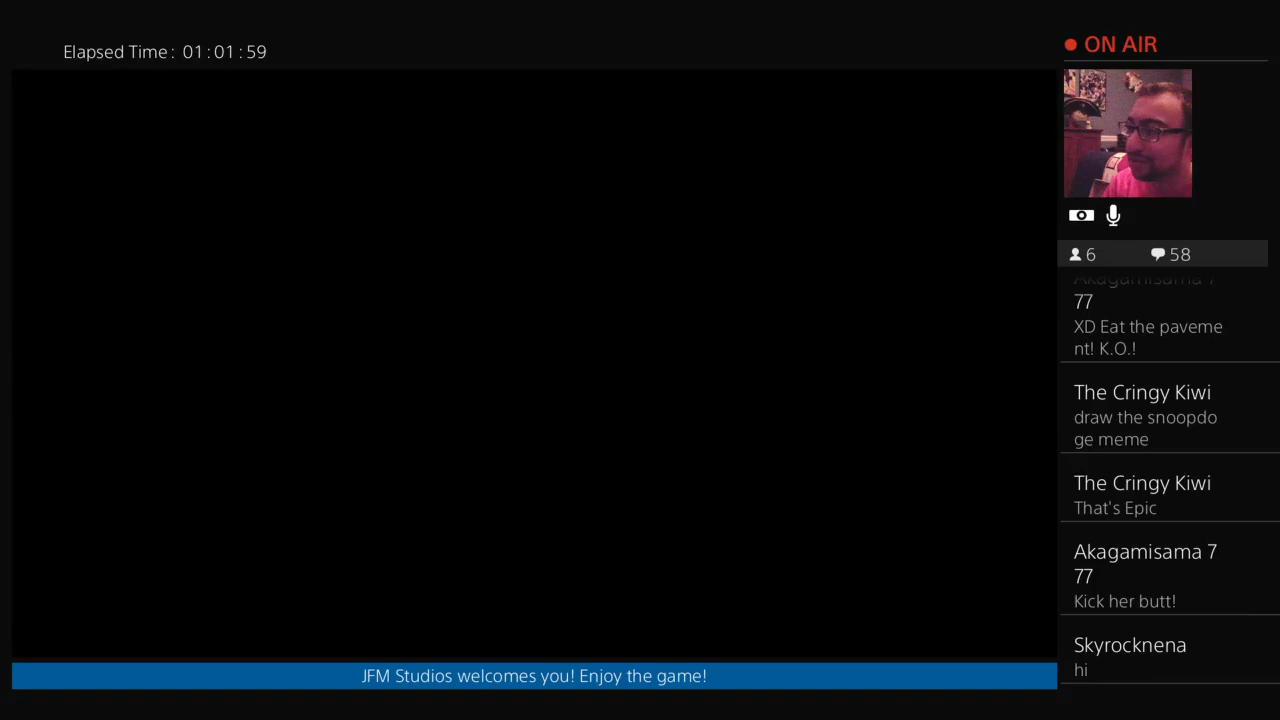 Elapsed Time: 01:01:59
ON AIR
6 58
Akagamisama 7
77
XD Eat the paveme
nt! K.O.!
The Cringy Kiwi
draw the snoopdo
ge meme
The Cringy Kiwi
That's Epic
Akagamisama 7
77
Kick her butt!
Skyrocknena
hi
JFM Studios welcomes you! Enjoy the game!